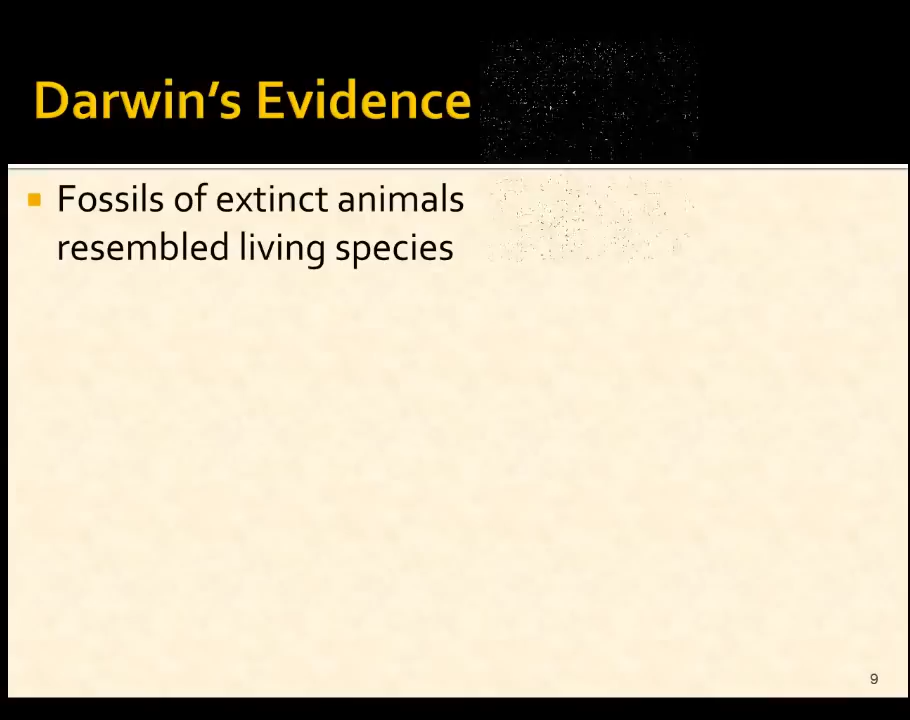 Darwin’s Evidence
Fossils of extinct animals
resembled living species
9